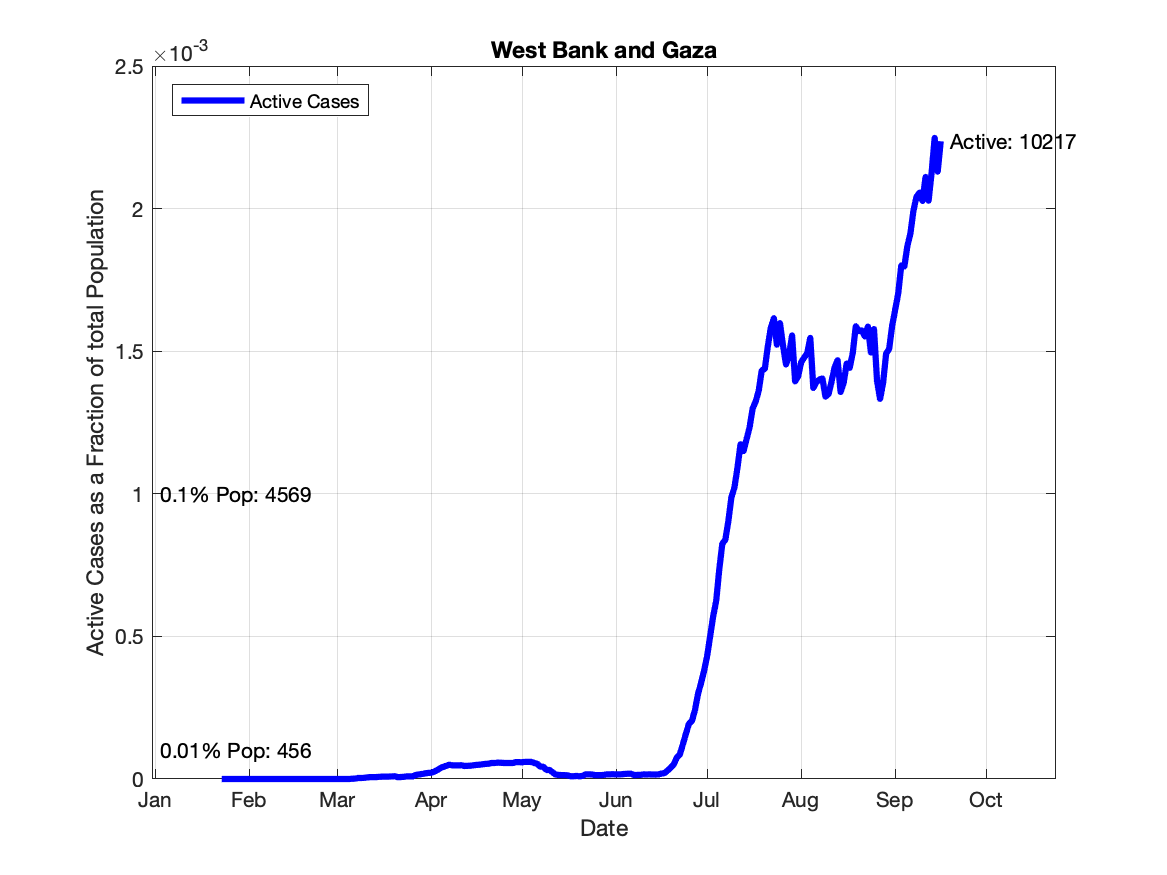 West Bank and Gaza
×10-3
Active Cases
Active: 10217
0.1% Pop: 4569
0.01% Pop: 456
Active Cases as a Fraction of total Population
2.5
2
1.5
1
0.5
0
Jan Feb Mar Apr May Jun Jul Aug Sep Oct
Date